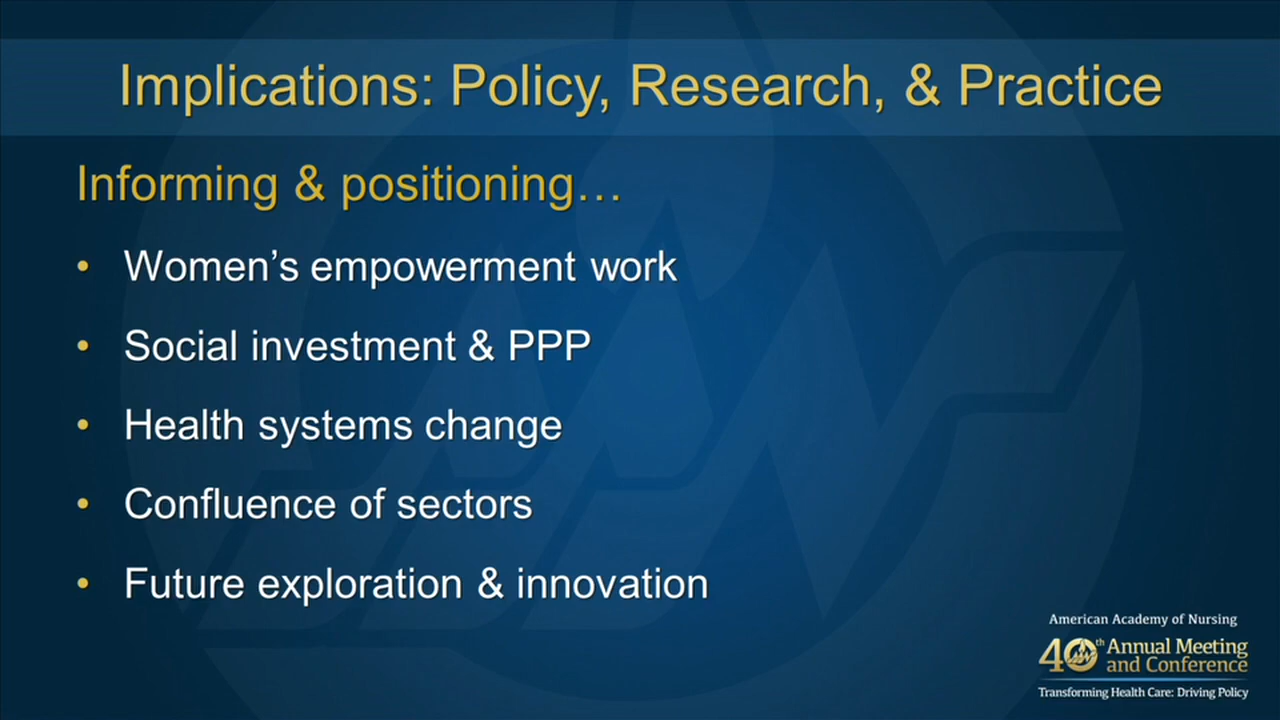 Implications: Policy, Research, & Practice
Informing & positioning…
• Women’s empowerment work
• Social investment & PPP
• Health systems change
• Confluence of sectors
• Future exploration & innovation
American Academy of Nursing
40th Annual Meeting
and Conference
Transforming Health Care: Driving Policy